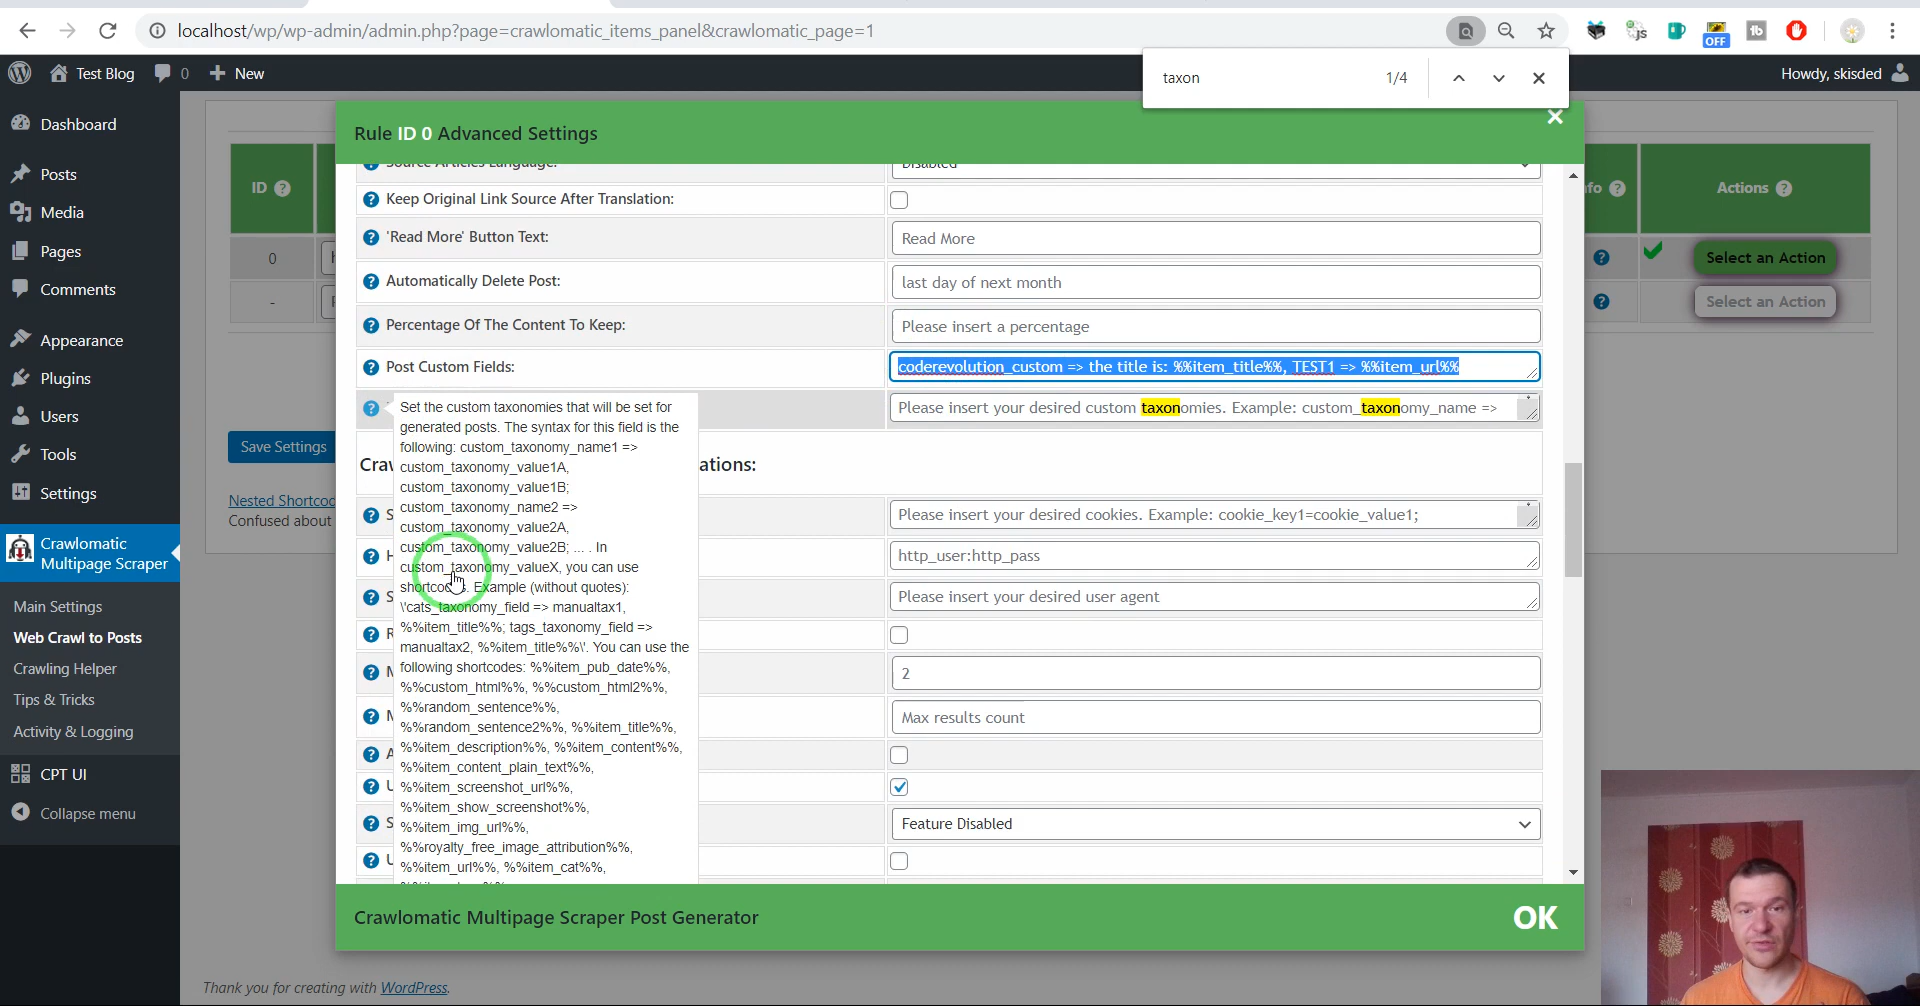 localhost/wp/wp-admin/admin.php?page=crawlomatic_items_panel&crawlomatic_page=1
JS
OFF
tb
taxon
1/4
Test Blog
0
New
Howdy, skisded
Dashboard
Posts
Media
Pages
Comments
Appearance
Plugins
Users
Tools
Settings
Crawlomatic
Multipage Scraper
Main Settings
Web Crawl to Posts
Crawling Helper
Tips & Tricks
Activity & Logging
CPT UI
Collapse menu
ID
0
-
Save Settings
Nested Shortcoc
Confused about
Rule ID 0 Advanced Settings
Source Articles Language:
Disabled
Keep Original Link Source After Translation:
'Read More' Button Text:
Read More
Automatically Delete Post:
last day of next month
Percentage Of The Content To Keep:
Please insert a percentage
Post Custom Fields:
coderevolution_custom => the title is: %%item_title%%, TEST1 => %%item_url%%
Please insert your desired custom taxonomies. Example: custom_taxonomy_name =>
Set the custom taxonomies that will be set for
generated posts. The syntax for this field is the
following: custom_taxonomy_name1 =>
custom_taxonomy_value1A,
custom_taxonomy_value1B;
custom_taxonomy_name2 =>
custom_taxonomy_value2A,
custom_taxonomy_value2B; ... . In
custom_taxonomy_valueX, you can use
shortcodes. Example (without quotes):
\'cats_taxonomy_field => manualtax1,
%%item_title%%; tags_taxonomy_field =>
manualtax2, %%item_title%%\'. You can use the
following shortcodes: %%item_pub_date%%,
%%custom_html%%, %%custom_html2%%,
%%random_sentence%%,
%%random_sentence2%%, %%item_title%%,
%%item_description%%, %%item_content%%,
%%item_content_plain_text%%,
%%item_screenshot_url%%,
%%item_show_screenshot%%,
%%item_img_url%%,
%%royalty_free_image_attribution%%,
%%item_url%%, %%item_cat%%,
Cra
ations:
S
Please insert your desired cookies. Example: cookie_key1=cookie_value1;
H
http_user:http_pass
S
Please insert your desired user agent
R
M
2
M
Max results count
A
U
S
Feature Disabled
U
Crawlomatic Multipage Scraper Post Generator
OK
nfo
Actions
Select an Action
Select an Action
Thank you for creating with WordPress.